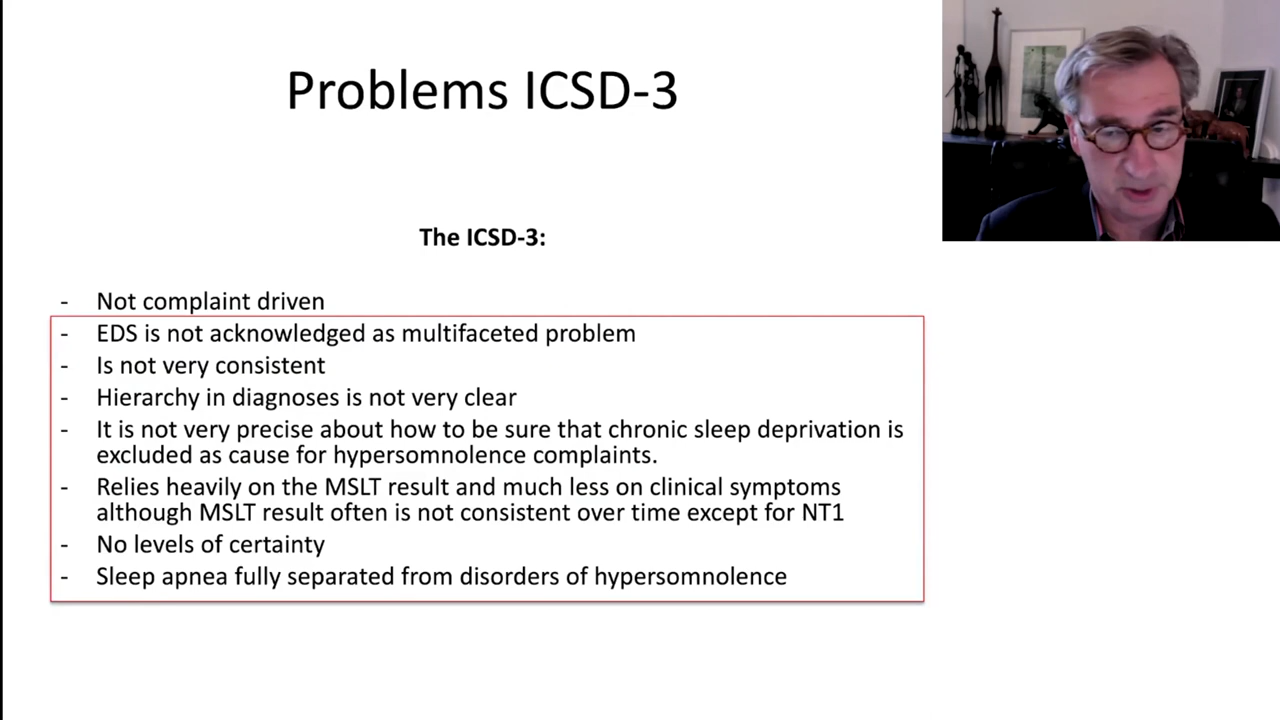 Problems ICSD-3
The ICSD-3:
- Not complaint driven
- EDS is not acknowledged as multifaceted problem
- Is not very consistent
- Hierarchy in diagnoses is not very clear
- It is not very precise about how to be sure that chronic sleep deprivation is
excluded as cause for hypersomnolence complaints.
- Relies heavily on the MSLT result and much less on clinical symptoms
although MSLT result often is not consistent over time except for NT1
- No levels of certainty
- Sleep apnea fully separated from disorders of hypersomnolence